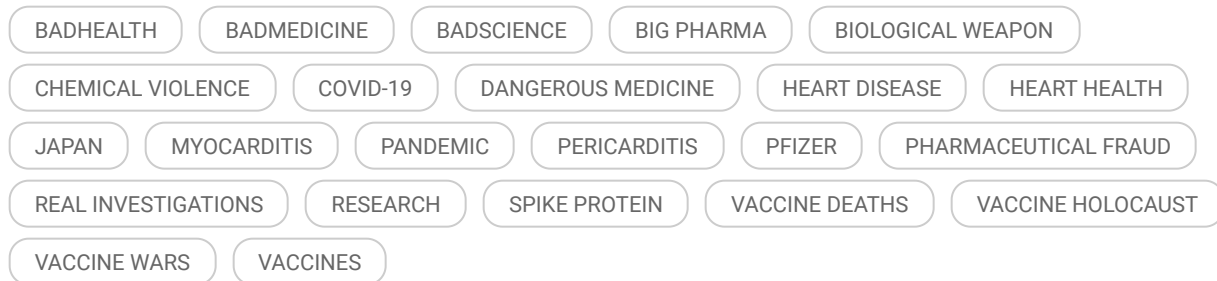 BADHEALTH BADMEDICINE BADSCIENCE BIG PHARMA BIOLOGICAL WEAPON
CHEMICAL VIOLENCE COVID-19 DANGEROUS MEDICINE HEART DISEASE HEART HEALTH
JAPAN MYOCARDITIS PANDEMIC PERICARDITIS PFIZER PHARMACEUTICAL FRAUD
REAL INVESTIGATIONS RESEARCH SPIKE PROTEIN VACCINE DEATHS VACCINE HOLOCAUST
VACCINE WARS VACCINES